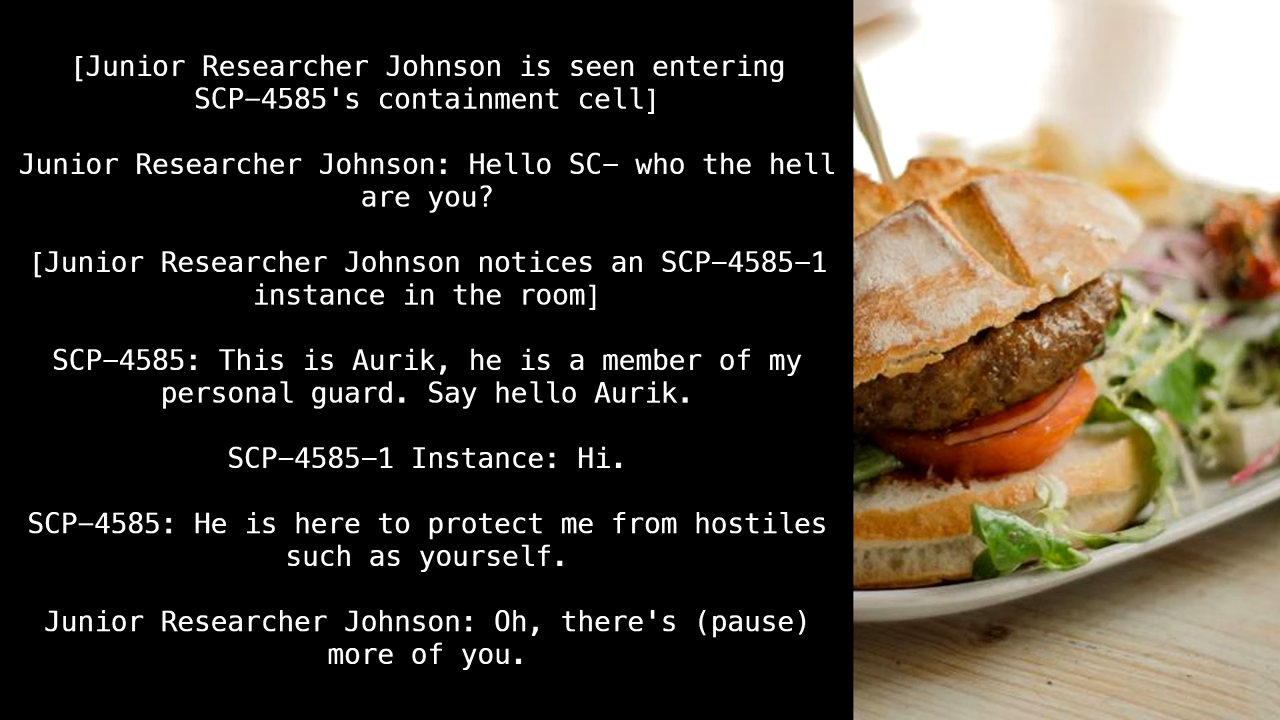 [Junior Researcher Johnson is seen entering
SCP−4585's containment cell]
Junior Researcher Johnson: Hello SC− who the hell
are you?
[Junior Researcher Johnson notices an SCP−4585−1
instance in the room]
SCP−4585: This is Aurik, he is a member of my
personal guard. Say hello Aurik.
SCP−4585−1 Instance: Hi.
SCP−4585: He is here to protect me from hostiles
such as yourself.
Junior Researcher Johnson: Oh, there's (pause)
more of you.